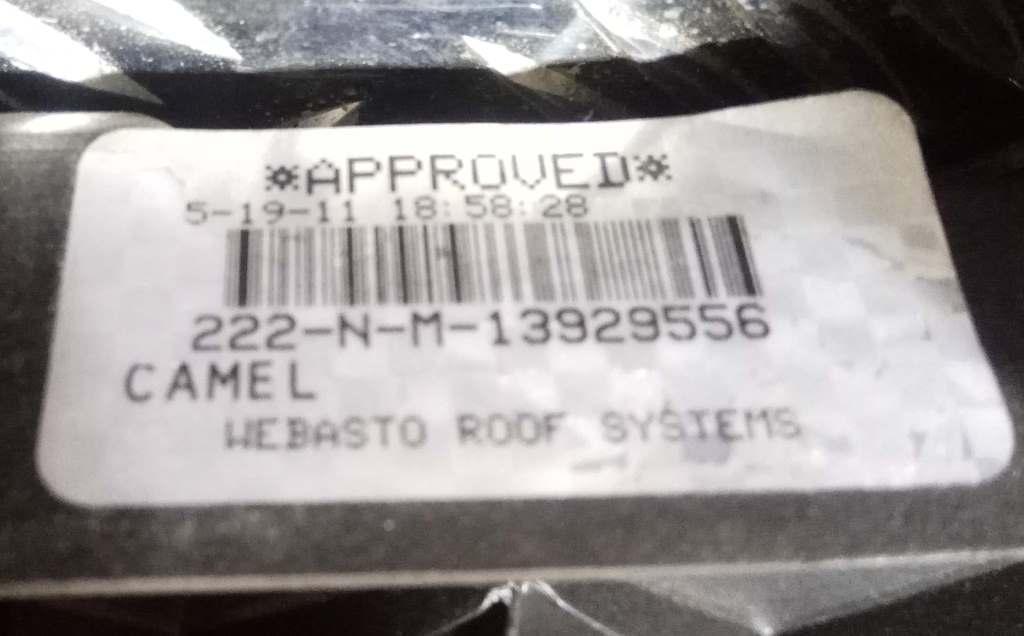 *APPROVED*
5-19-11 18:58:28
222-N-M-13929556
CAMEL
WEBASTO ROOF SYSTEMS